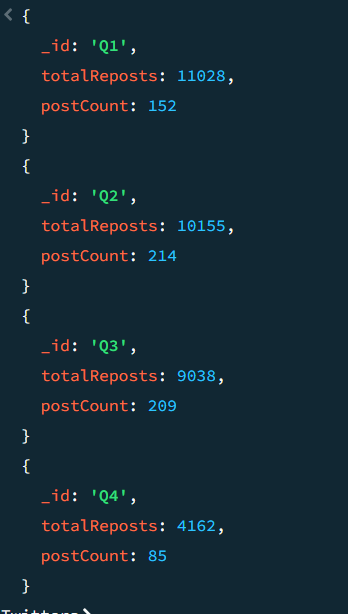 {
_id: 'Q1',
totalReposts: 11028,
postCount: 152
}
{
_id: 'Q2',
totalReposts: 10155,
postCount: 214
}
{
_id: 'Q3',
totalReposts: 9038,
postCount: 209
}
{
_id: 'Q4',
totalReposts: 4162,
postCount: 85
}